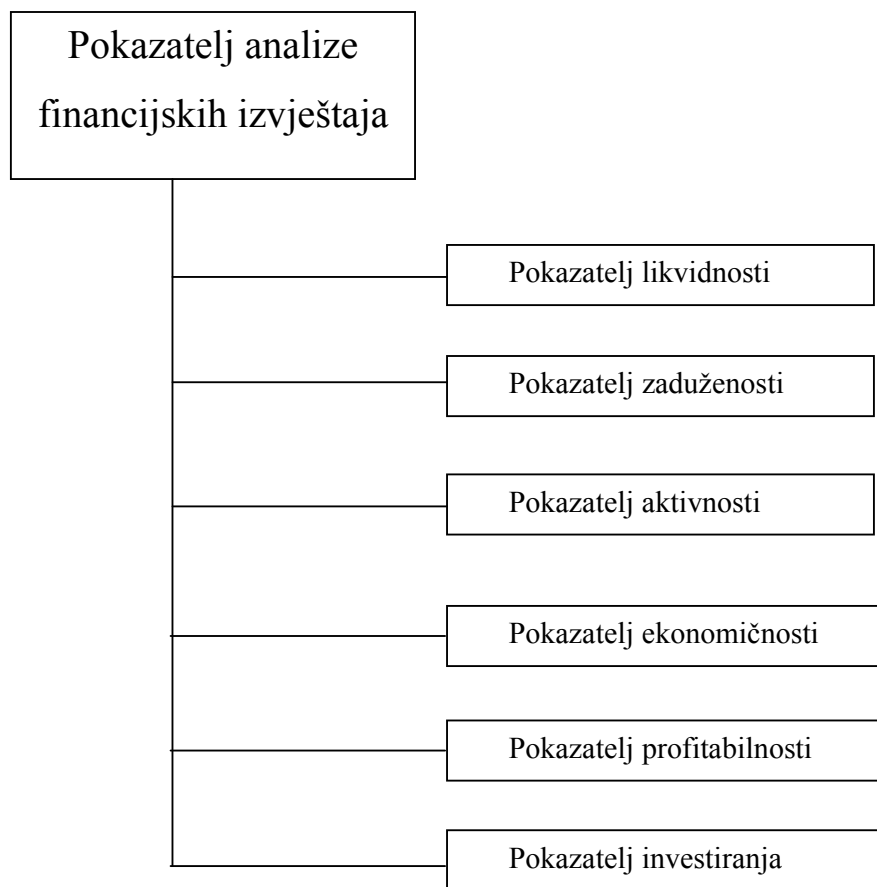 Pokazatelj analize
financijskih izvještaja
Pokazatelj likvidnosti
Pokazatelj zaduženosti
Pokazatelj aktivnosti
Pokazatelj ekonomičnosti
Pokazatelj profitabilnosti
Pokazatelj investiranja